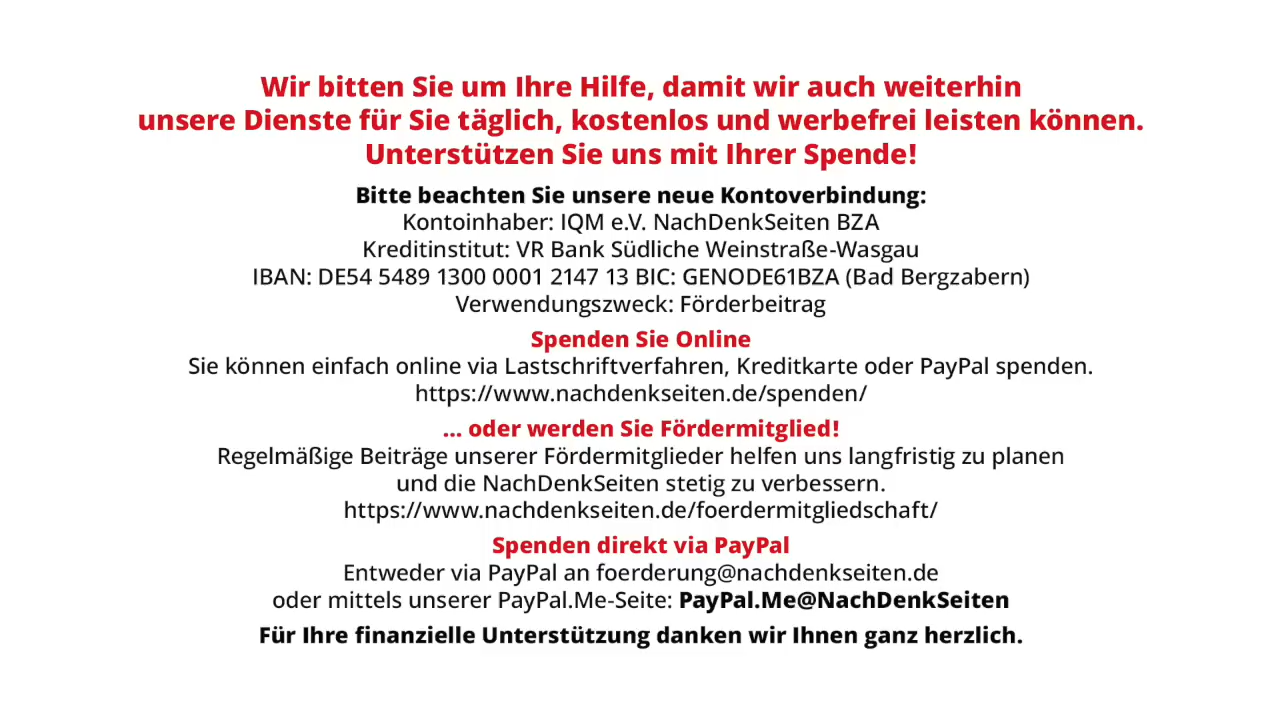 Wir bitten Sie um Ihre Hilfe, damit wir auch weiterhin
unsere Dienste für Sie täglich, kostenlos und werbefrei leisten können.
Unterstützen Sie uns mit Ihrer Spende!
Bitte beachten Sie unsere neue Kontoverbindung:
Kontoinhaber: IQM e.V. NachDenkSeiten BZA
Kreditinstitut: VR Bank Südliche Weinstraße-Wasgau
IBAN: DE54 5489 1300 0001 2147 13 BIC: GENODE61BZA (Bad Bergzabern)
Verwendungszweck: Förderbeitrag
Spenden Sie Online
Sie können einfach online via Lastschriftverfahren, Kreditkarte oder PayPal spenden.
https://www.nachdenkseiten.de/spenden/
... oder werden Sie Fördermitglied!
Regelmäßige Beiträge unserer Fördermitglieder helfen uns langfristig zu planen
und die NachDenkSeiten stetig zu verbessern.
https://www.nachdenkseiten.de/foerdermitgliedschaft/
Spenden direkt via PayPal
Entweder via PayPal an foerderung@nachdenkseiten.de
oder mittels unserer PayPal.Me-Seite: PayPal.Me@NachDenkSeiten
Für Ihre finanzielle Unterstützung danken wir Ihnen ganz herzlich.